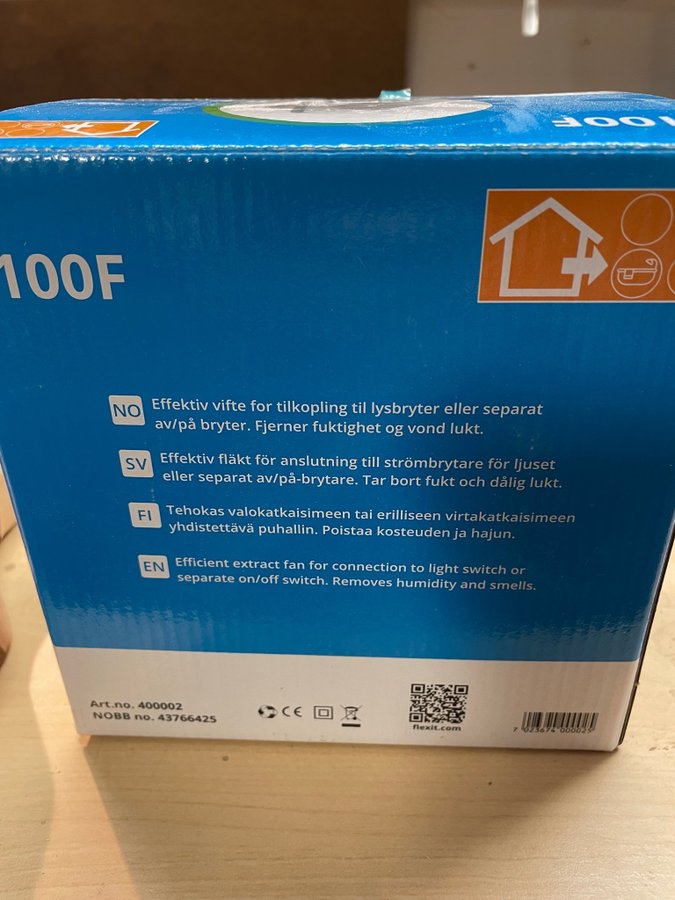 100F
100F
NO Effektiv vifte for tilkopling til lysbryter eller separat
av/på bryter. Fjerner fuktighet og vond lukt.
SV Effektiv fläkt för anslutning till strömbrytare för ljuset
eller separat av/på-brytare. Tar bort fukt och dålig lukt.
FI Tehokas valokatkaisimeen tai erilliseen virtakatkaisimeen
yhdistettävä puhallin. Poistaa kosteuden ja hajun.
EN Efficient extract fan for connection to light switch or
separate on/off switch. Removes humidity and smells.
Art.no. 400002
NOBB no. 43766425
CE
flexit.com
7 023674 000025